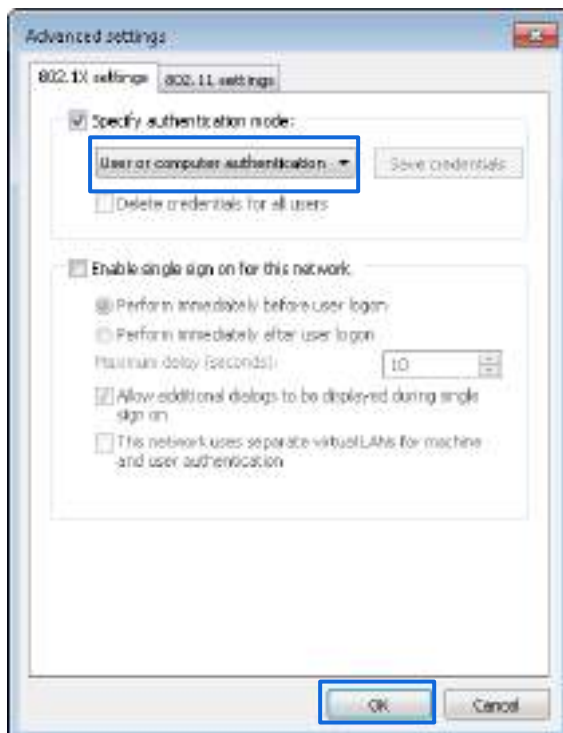 Advanced settings
802.1X settings 802.11 settings
Specify authentication mode:
User or computer authentication Save credentials
Delete credentials for all users
Enable single sign on for this network
Perform immediately before user logon
Perform immediately after user logon
Maximum delay (seconds): 10
Allow additional dialogs to be displayed during single
sign on
This network uses separate virtual LANs for machine
and user authentication
OK Cancel